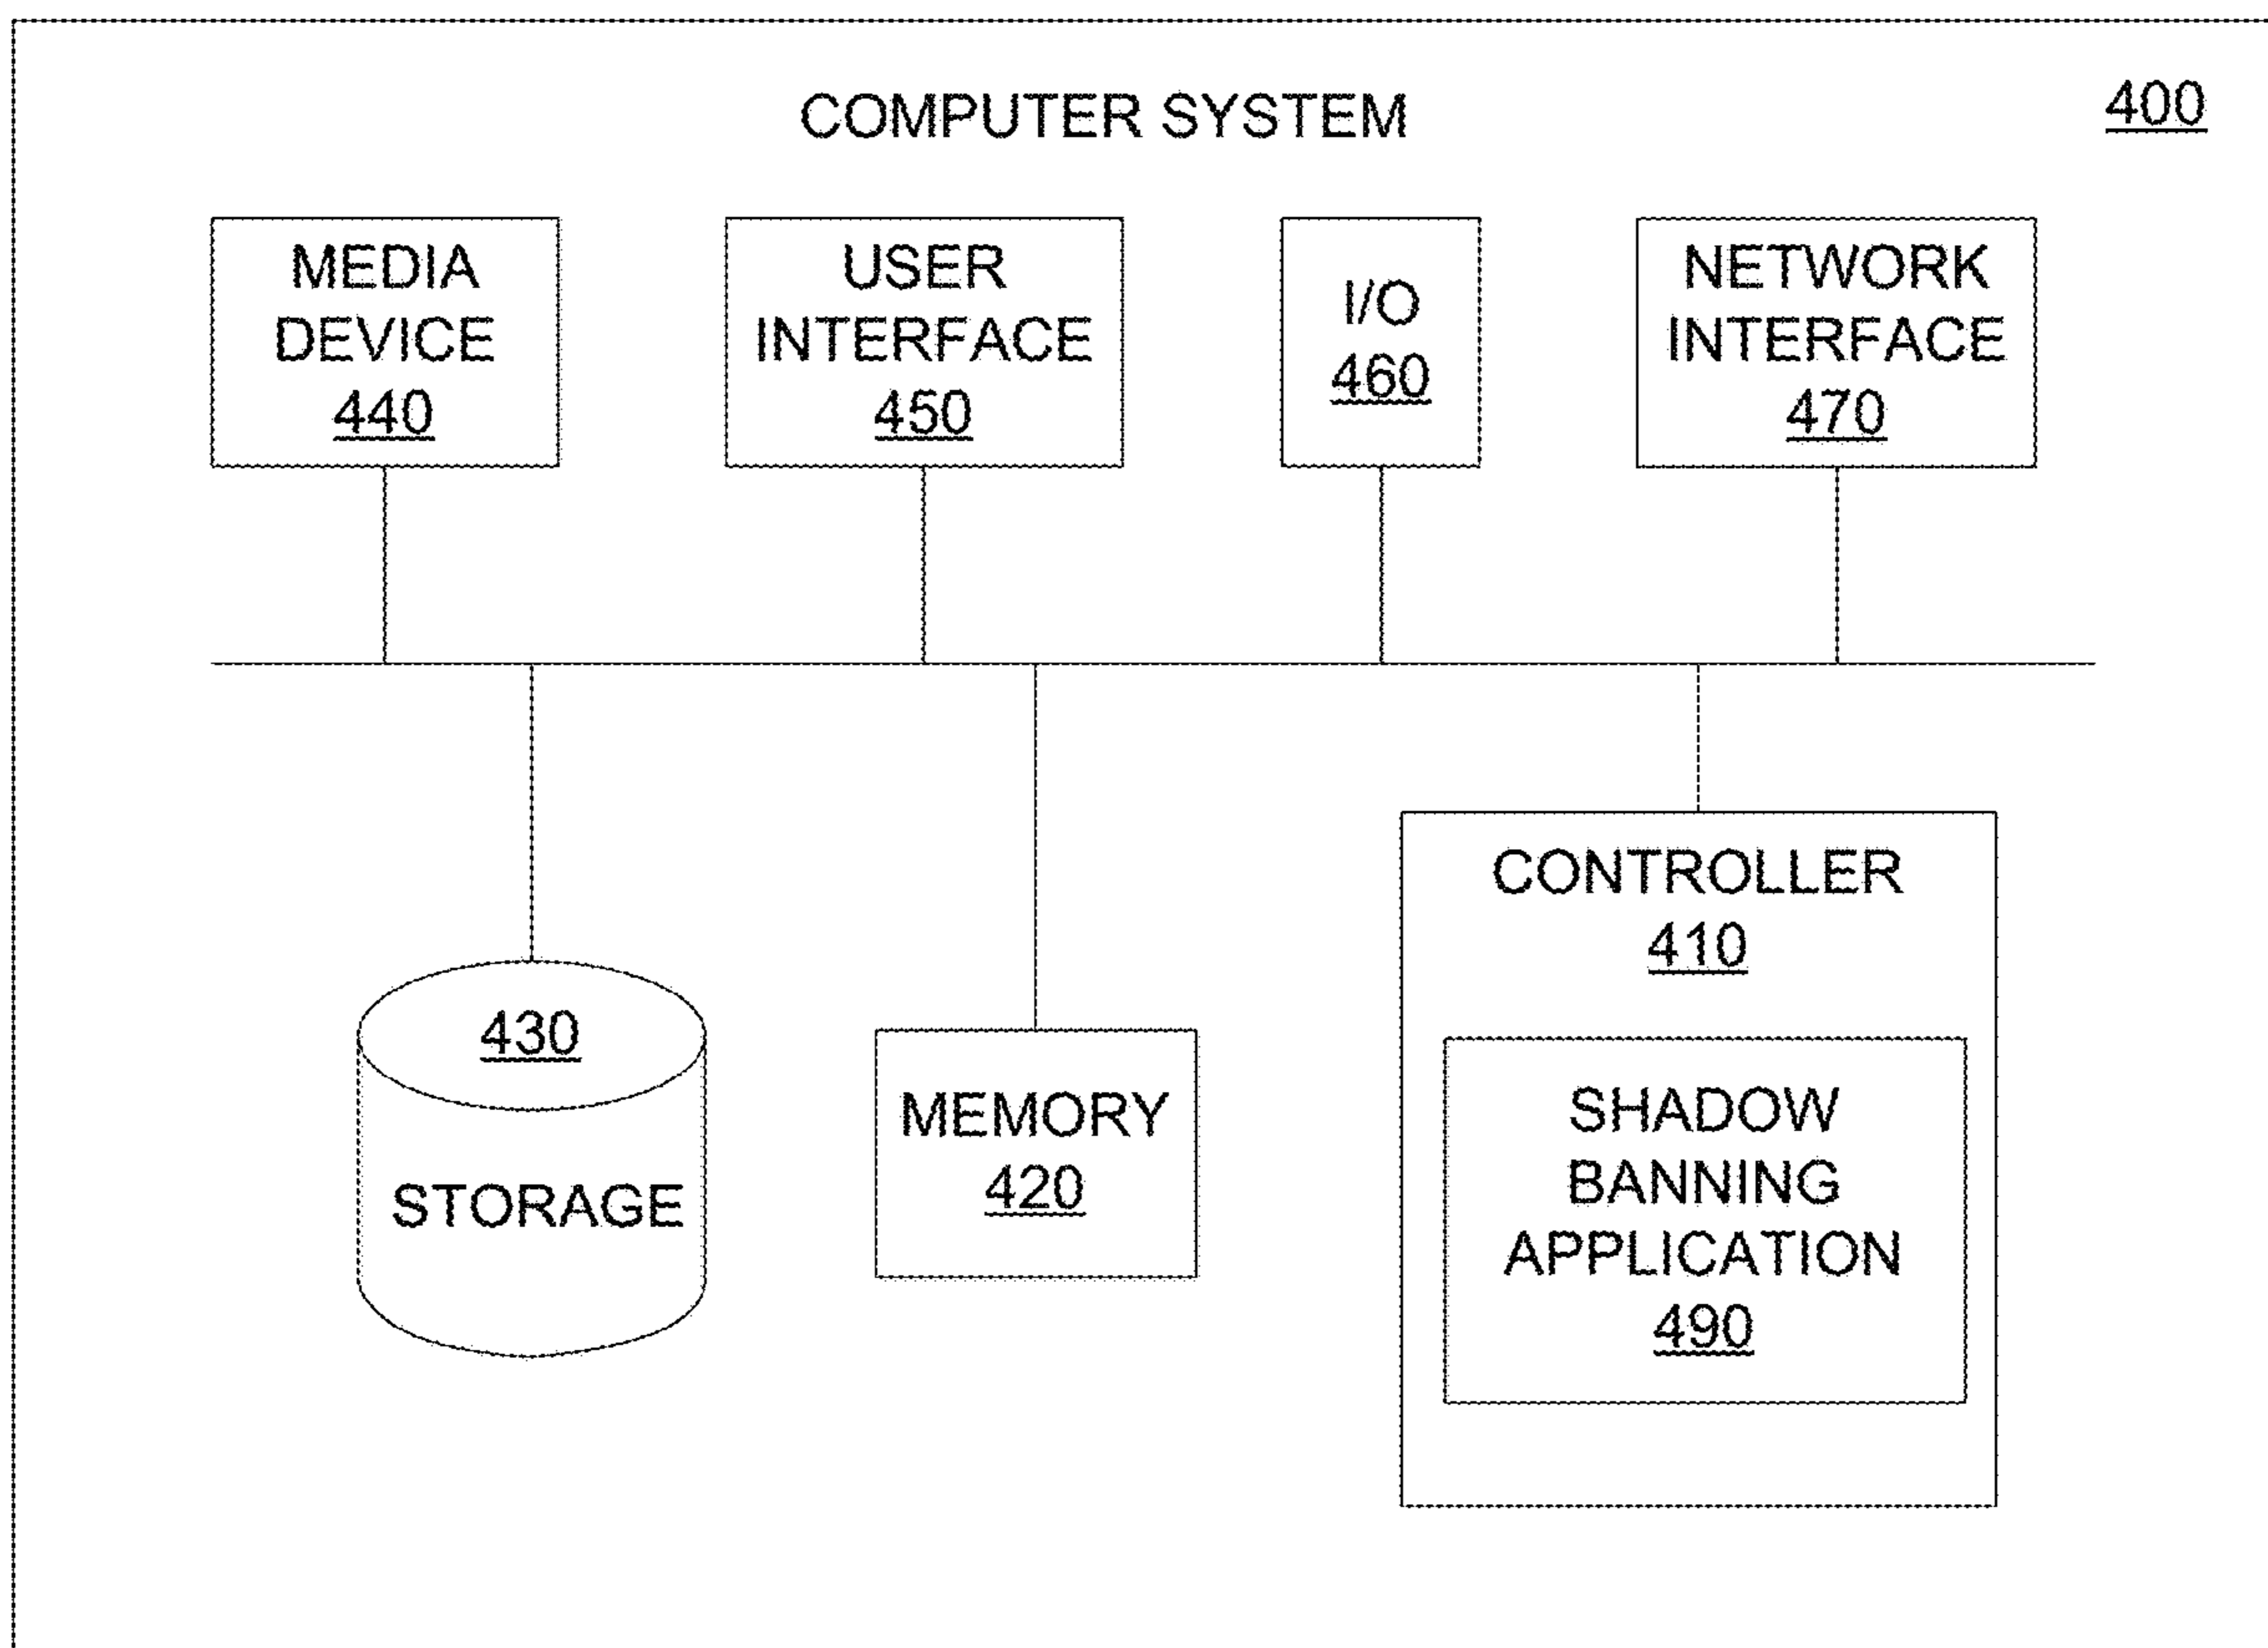 COMPUTER SYSTEM
400
MEDIA
DEVICE
440
USER
INTERFACE
450
I/O
460
NETWORK
INTERFACE
470
430
STORAGE
MEMORY
420
CONTROLLER
410
SHADOW
BANNING
APPLICATION
490